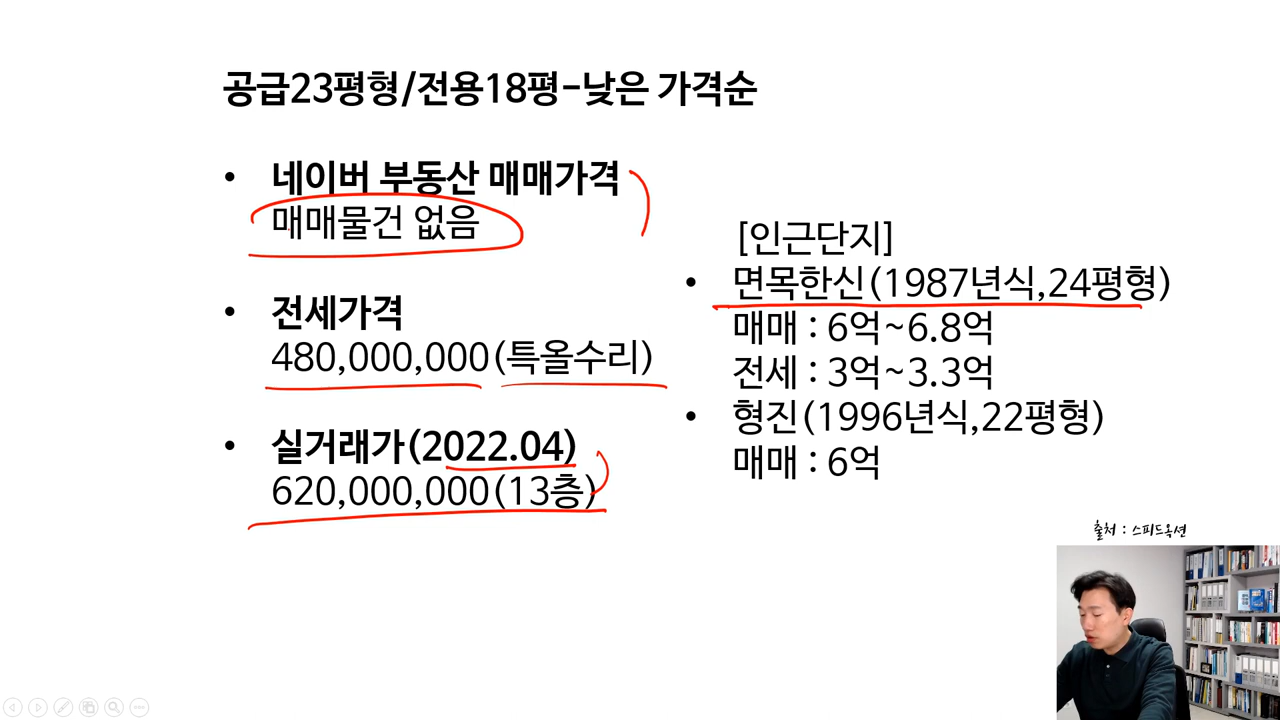 공급23평형/전용18평-낮은 가격순
• 네이버 부동산 매매가격
매매물건 없음
• 전세가격
480,000,000(특올수리)
• 실거래가(2022.04)
620,000,000(13층)
[인근단지]
• 면목한신(1987년식,24평형)
매매 : 6억~6.8억
전세 : 3억~3.3억
• 형진(1996년식,22평형)
매매 : 6억
출처 : 스피드옥션